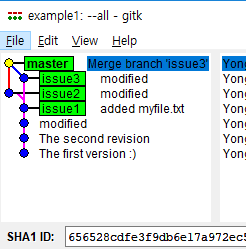 example1: --all - gitk
File Edit View Help
master Merge branch 'issue3' Yong
issue3 modified Yong
issue2 modified Yong
issue1 added myfile.txt Yong
modified Yong
The second revision Yong
The first version :) Yong
SHA1 ID: 656528cdfe3f9db6e17a972ec5